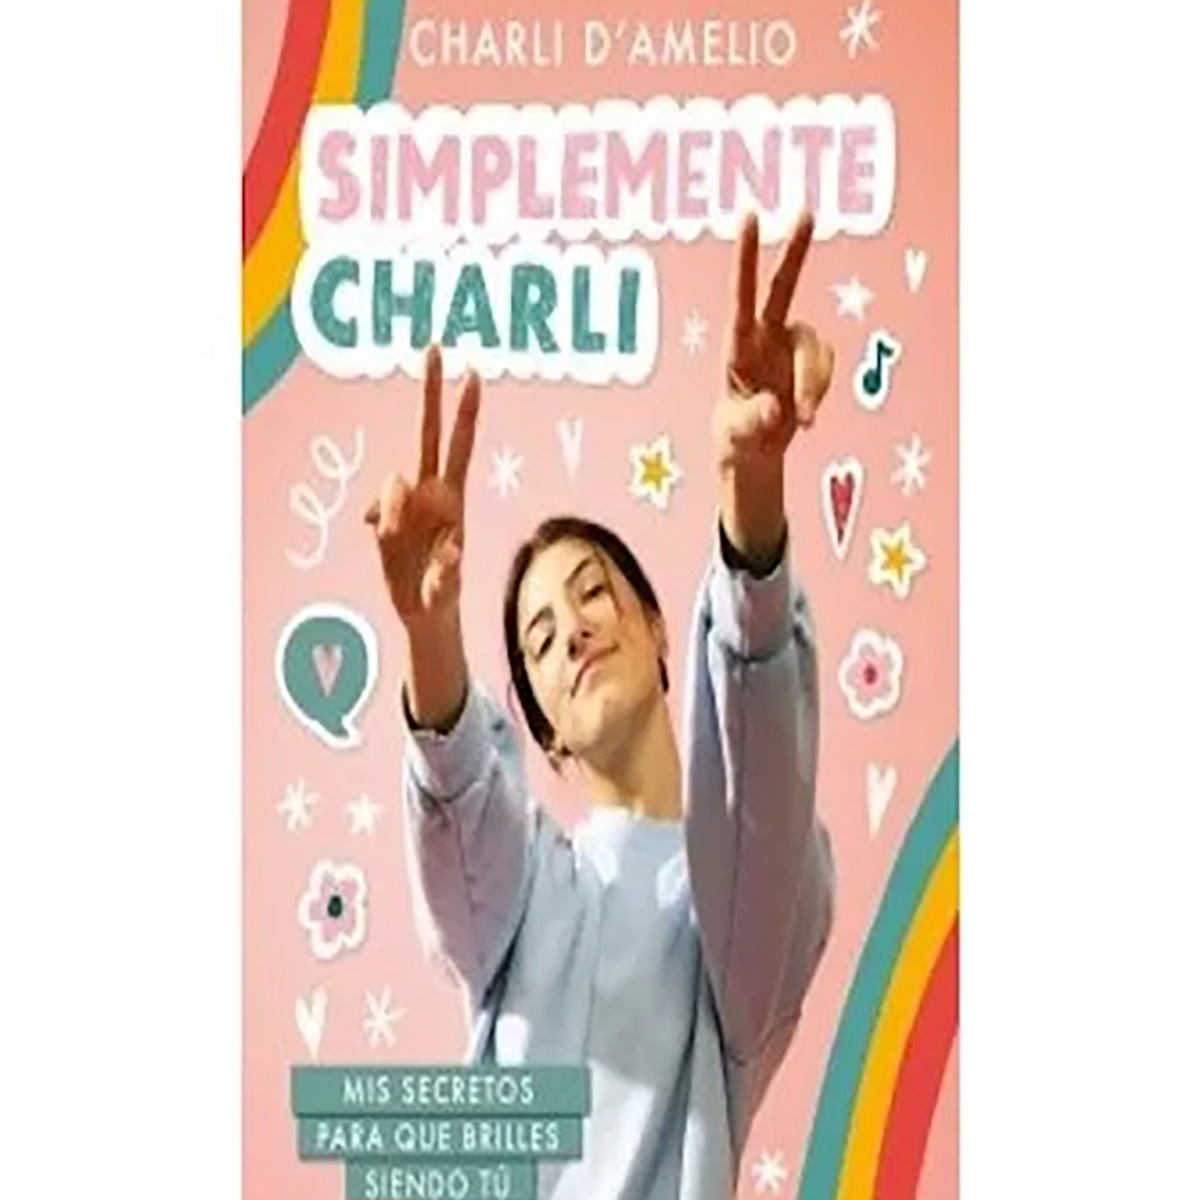 CHARLI D'AMELIO
SIMPLEMENTE
CHARLI
MIS SECRETOS
PARA QUE BRILLES
SIENDO TÚ